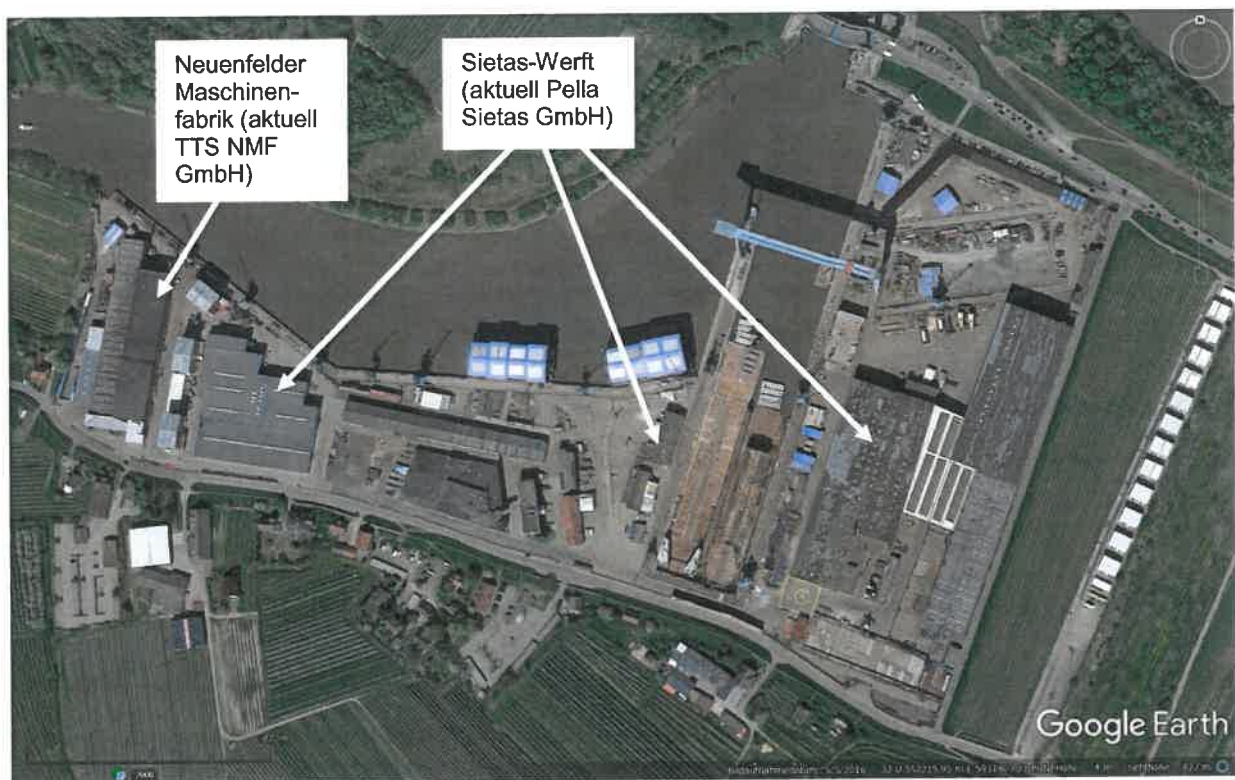 Neuenfelder
Maschinen-
fabrik (aktuell
TTS NMF
GmbH)
Sietas-Werft
(aktuell Pella
Sietas GmbH)
Google Earth